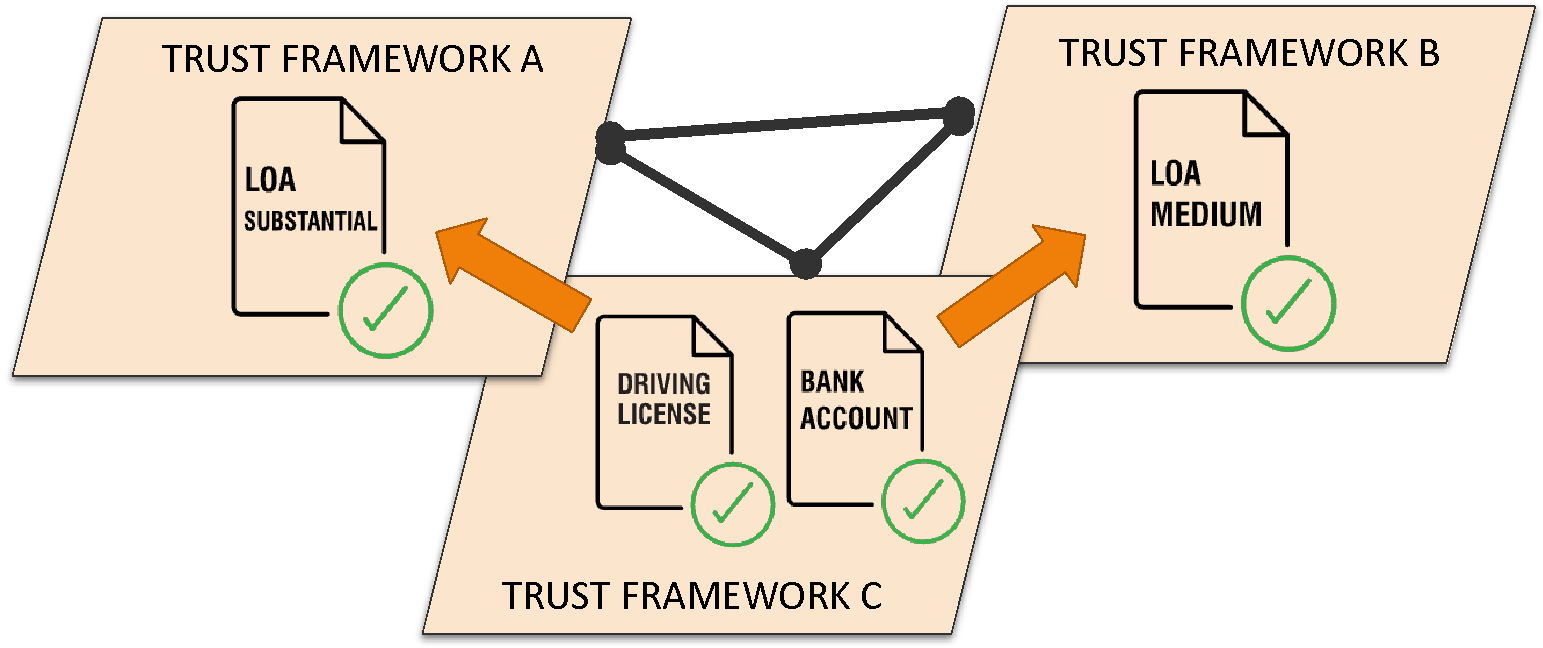 TRUST FRAMEWORK A
LOA
SUBSTANTIAL
TRUST FRAMEWORK B
LOA
MEDIUM
DRIVING
LICENSE
BANK
ACCOUNT
TRUST FRAMEWORK C